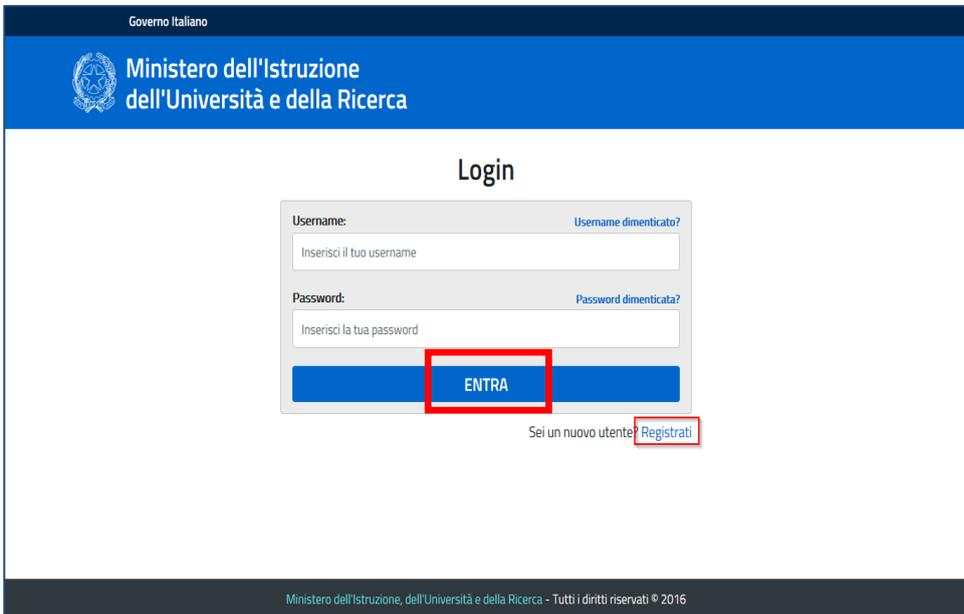 Governo Italiano
Ministero dell'Istruzione
dell'Università e della Ricerca
Login
Username: Username dimenticato?
Inserisci il tuo username
Password: Password dimenticata?
Inserisci la tua password
ENTRA
Sei un nuovo utente? Registrati
Ministero dell'Istruzione, dell'Università e della Ricerca - Tutti i diritti riservati © 2016